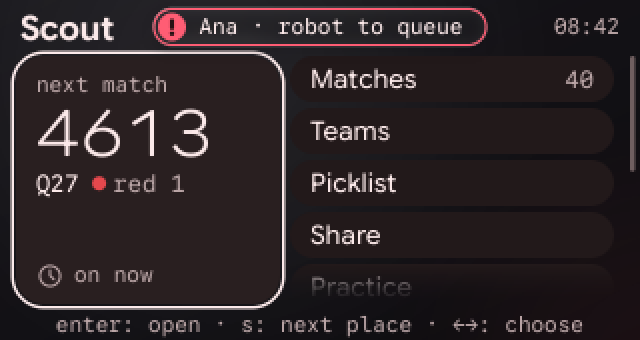 Scout
! Ana · robot to queue
08:42
next match
4613
Q27 red 1
on now
Matches 40
Teams
Picklist
Share
Practice
enter: open · s: next place · ↔: choose